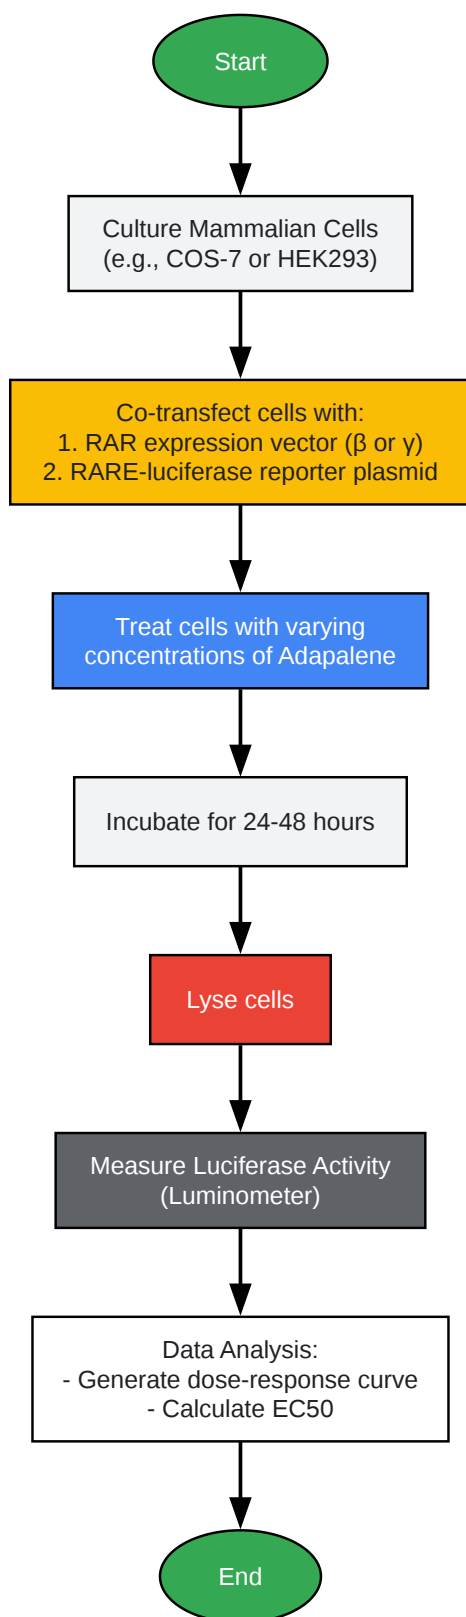 Start
Culture Mammalian Cells
(e.g., COS-7 or HEK293)
Co-transfect cells with:
1. RAR expression vector (β or γ)
2. RARE-luciferase reporter plasmid
Treat cells with varying
concentrations of Adapalene
Incubate for 24-48 hours
Lyse cells
Measure Luciferase Activity
(Luminometer)
Data Analysis:
- Generate dose-response curve
- Calculate EC50
End